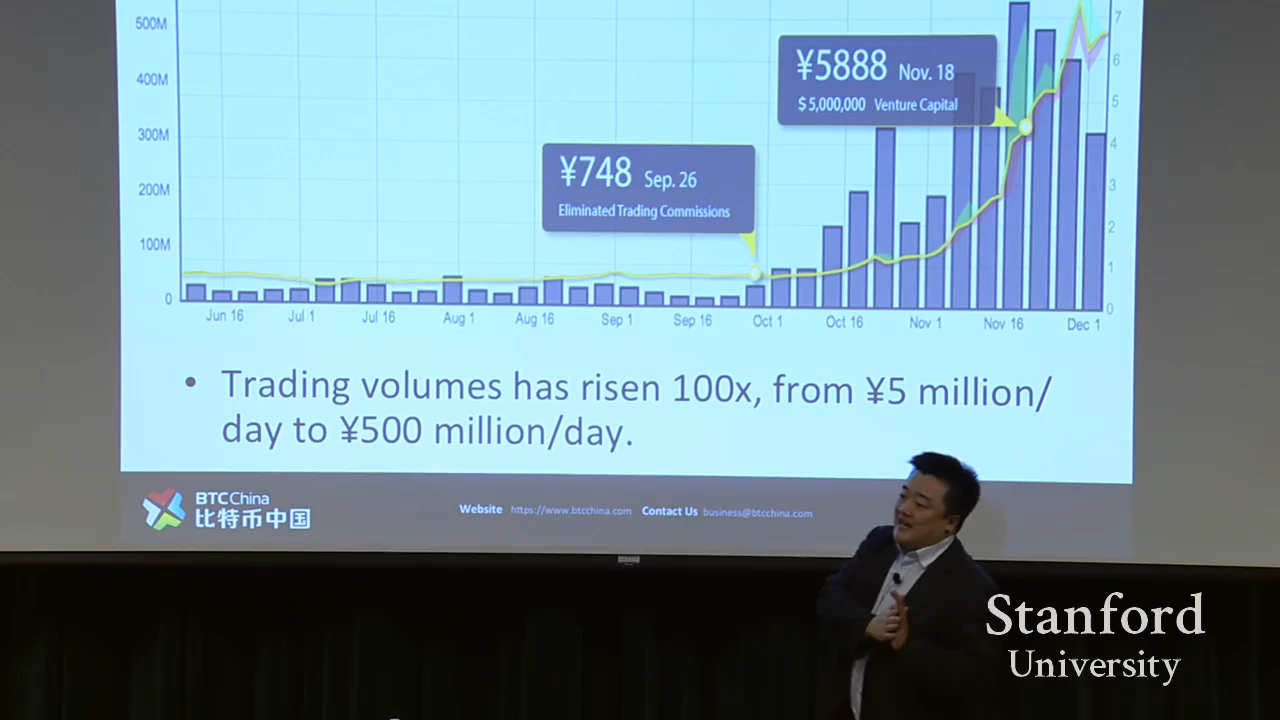 500M
7
¥5888 Nov. 18
400M
6
$5,000,000 Venture Capital
5
300M
4
¥748 Sep. 26
200M
3
Eliminated Trading Commissions
2
100M
1
0
0
Jun 16 Jul 1 Jul 16 Aug 1 Aug 16 Sep 1 Sep 16 Oct 1 Oct 16 Nov 1 Nov 16 Dec 1
• Trading volumes has risen 100x, from ¥5 million/
day to ¥500 million/day.
BTCChina
比特币中国
Website https://www.btcchina.com Contact Us business@btcchina.com
Stanford
University